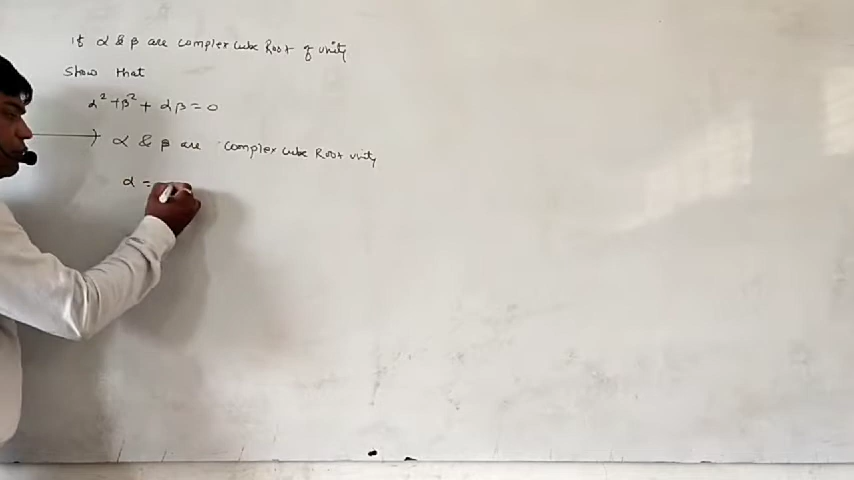 If α & β are complex cube Root of unity
Show that
α² + β² + αβ = 0
α & β are complex cube Root unity
α =